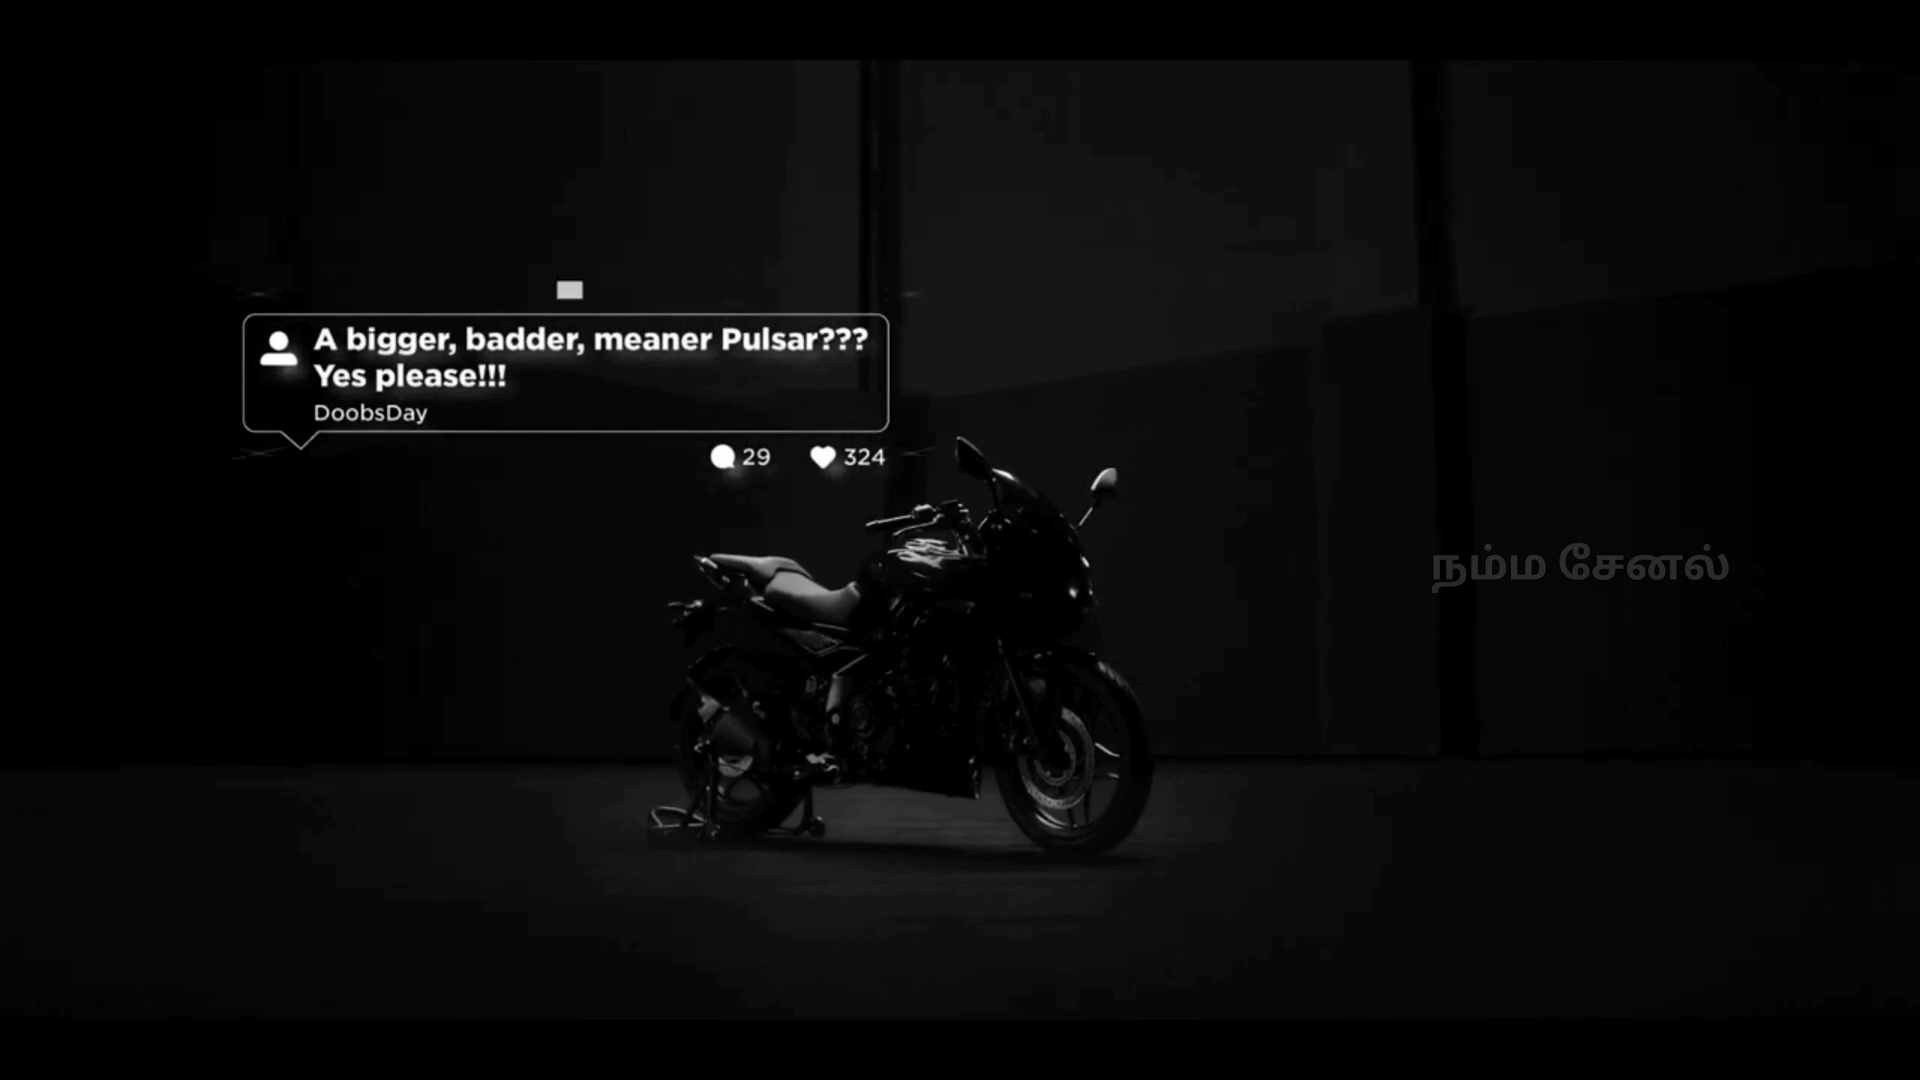 A bigger, badder, meaner Pulsar???
Yes please!!!
DoobsDay
29 324
நம்ம சேனல்